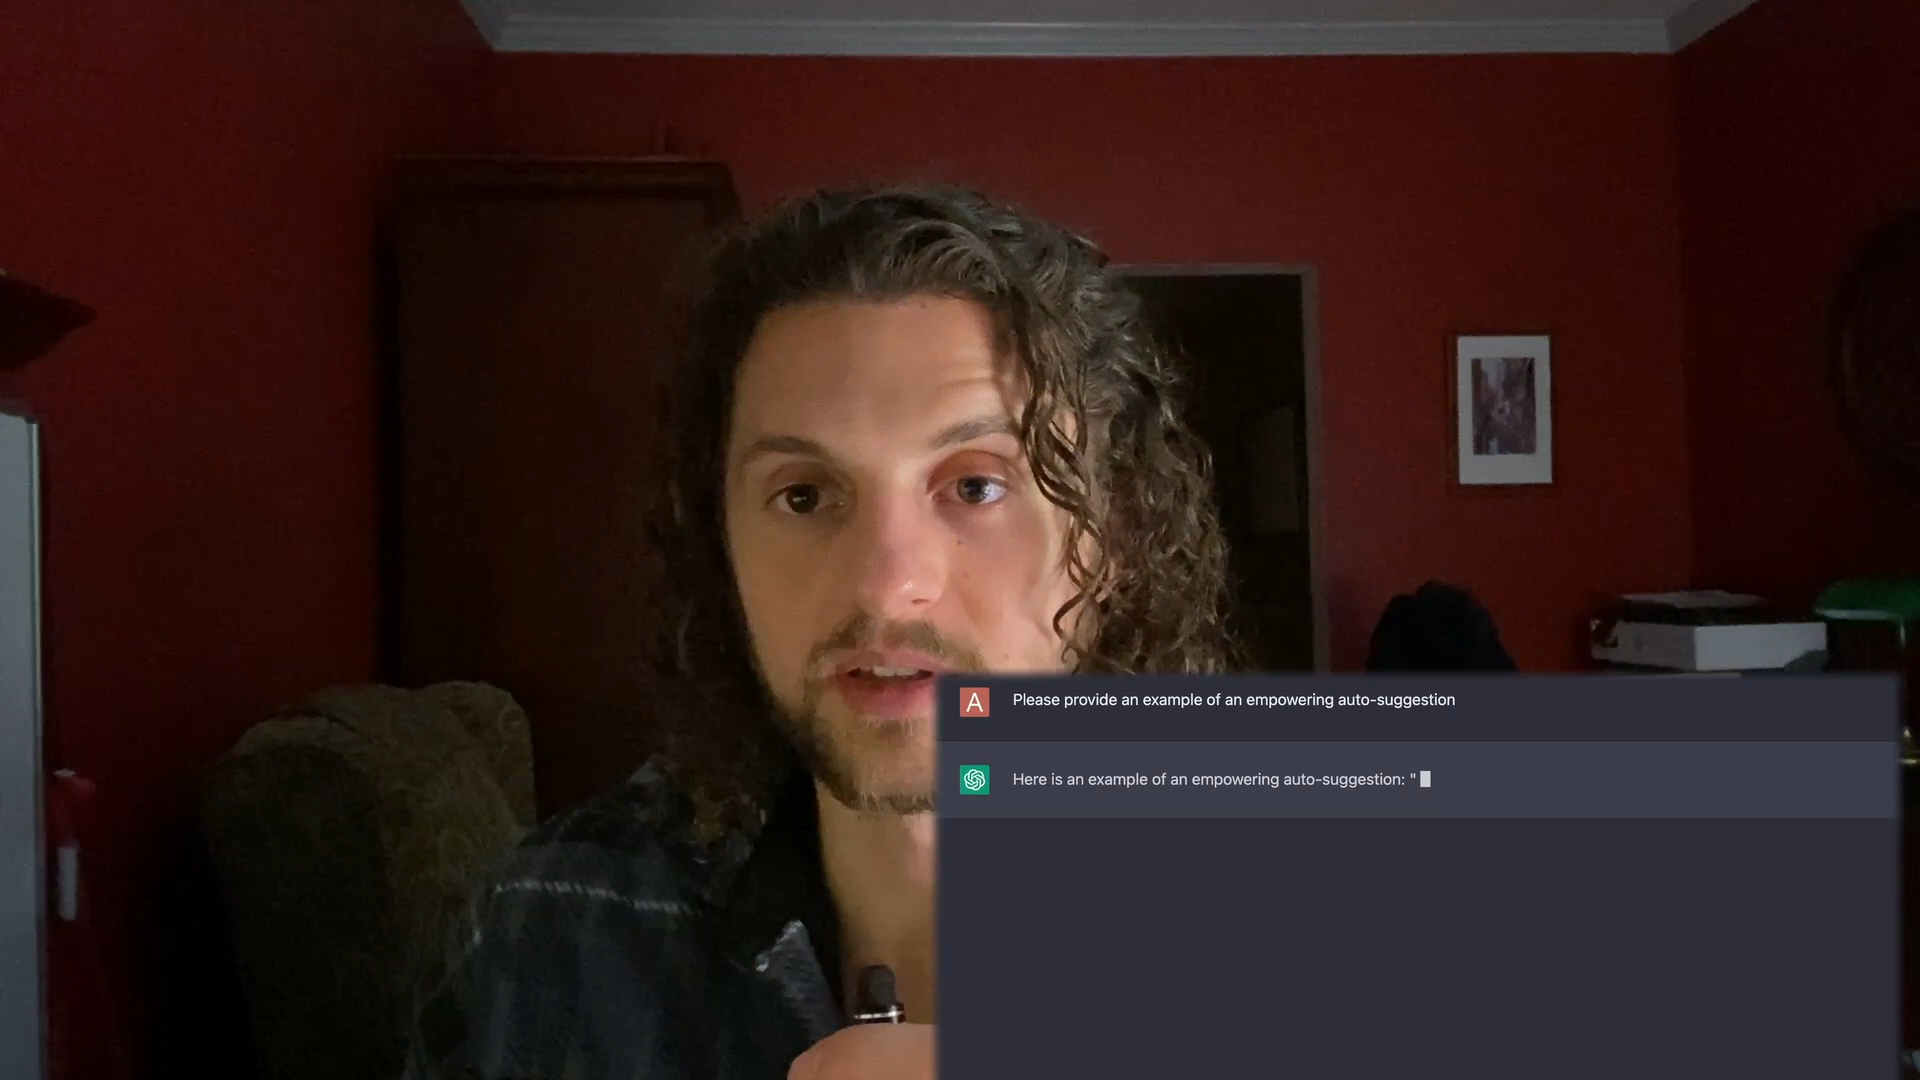 A
Please provide an example of an empowering auto-suggestion
Here is an example of an empowering auto-suggestion: "